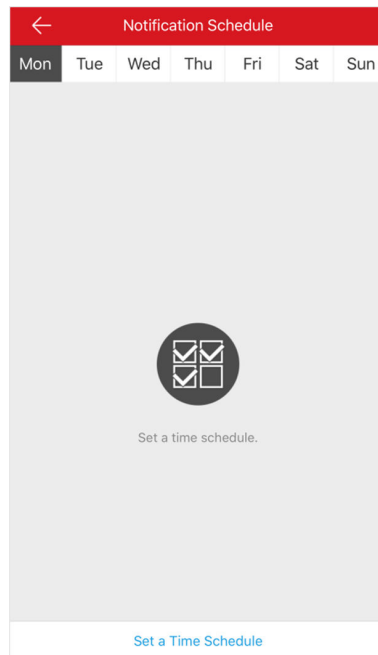 Notification Schedule
Mon Tue Wed Thu Fri Sat Sun
Set a time schedule.
Set a Time Schedule